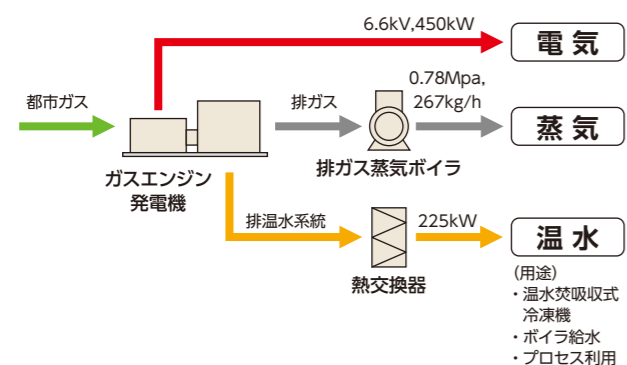 6.6kV,450kW
電気
都市ガス
排ガス
0.78Mpa,
267kg/h
蒸気
ガスエンジン
発電機
排ガス蒸気ボイラ
排温水系統
225kW
温水
熱交換器
(用途)
・温水焚吸収式
冷凍機
・ボイラ給水
・プロセス利用